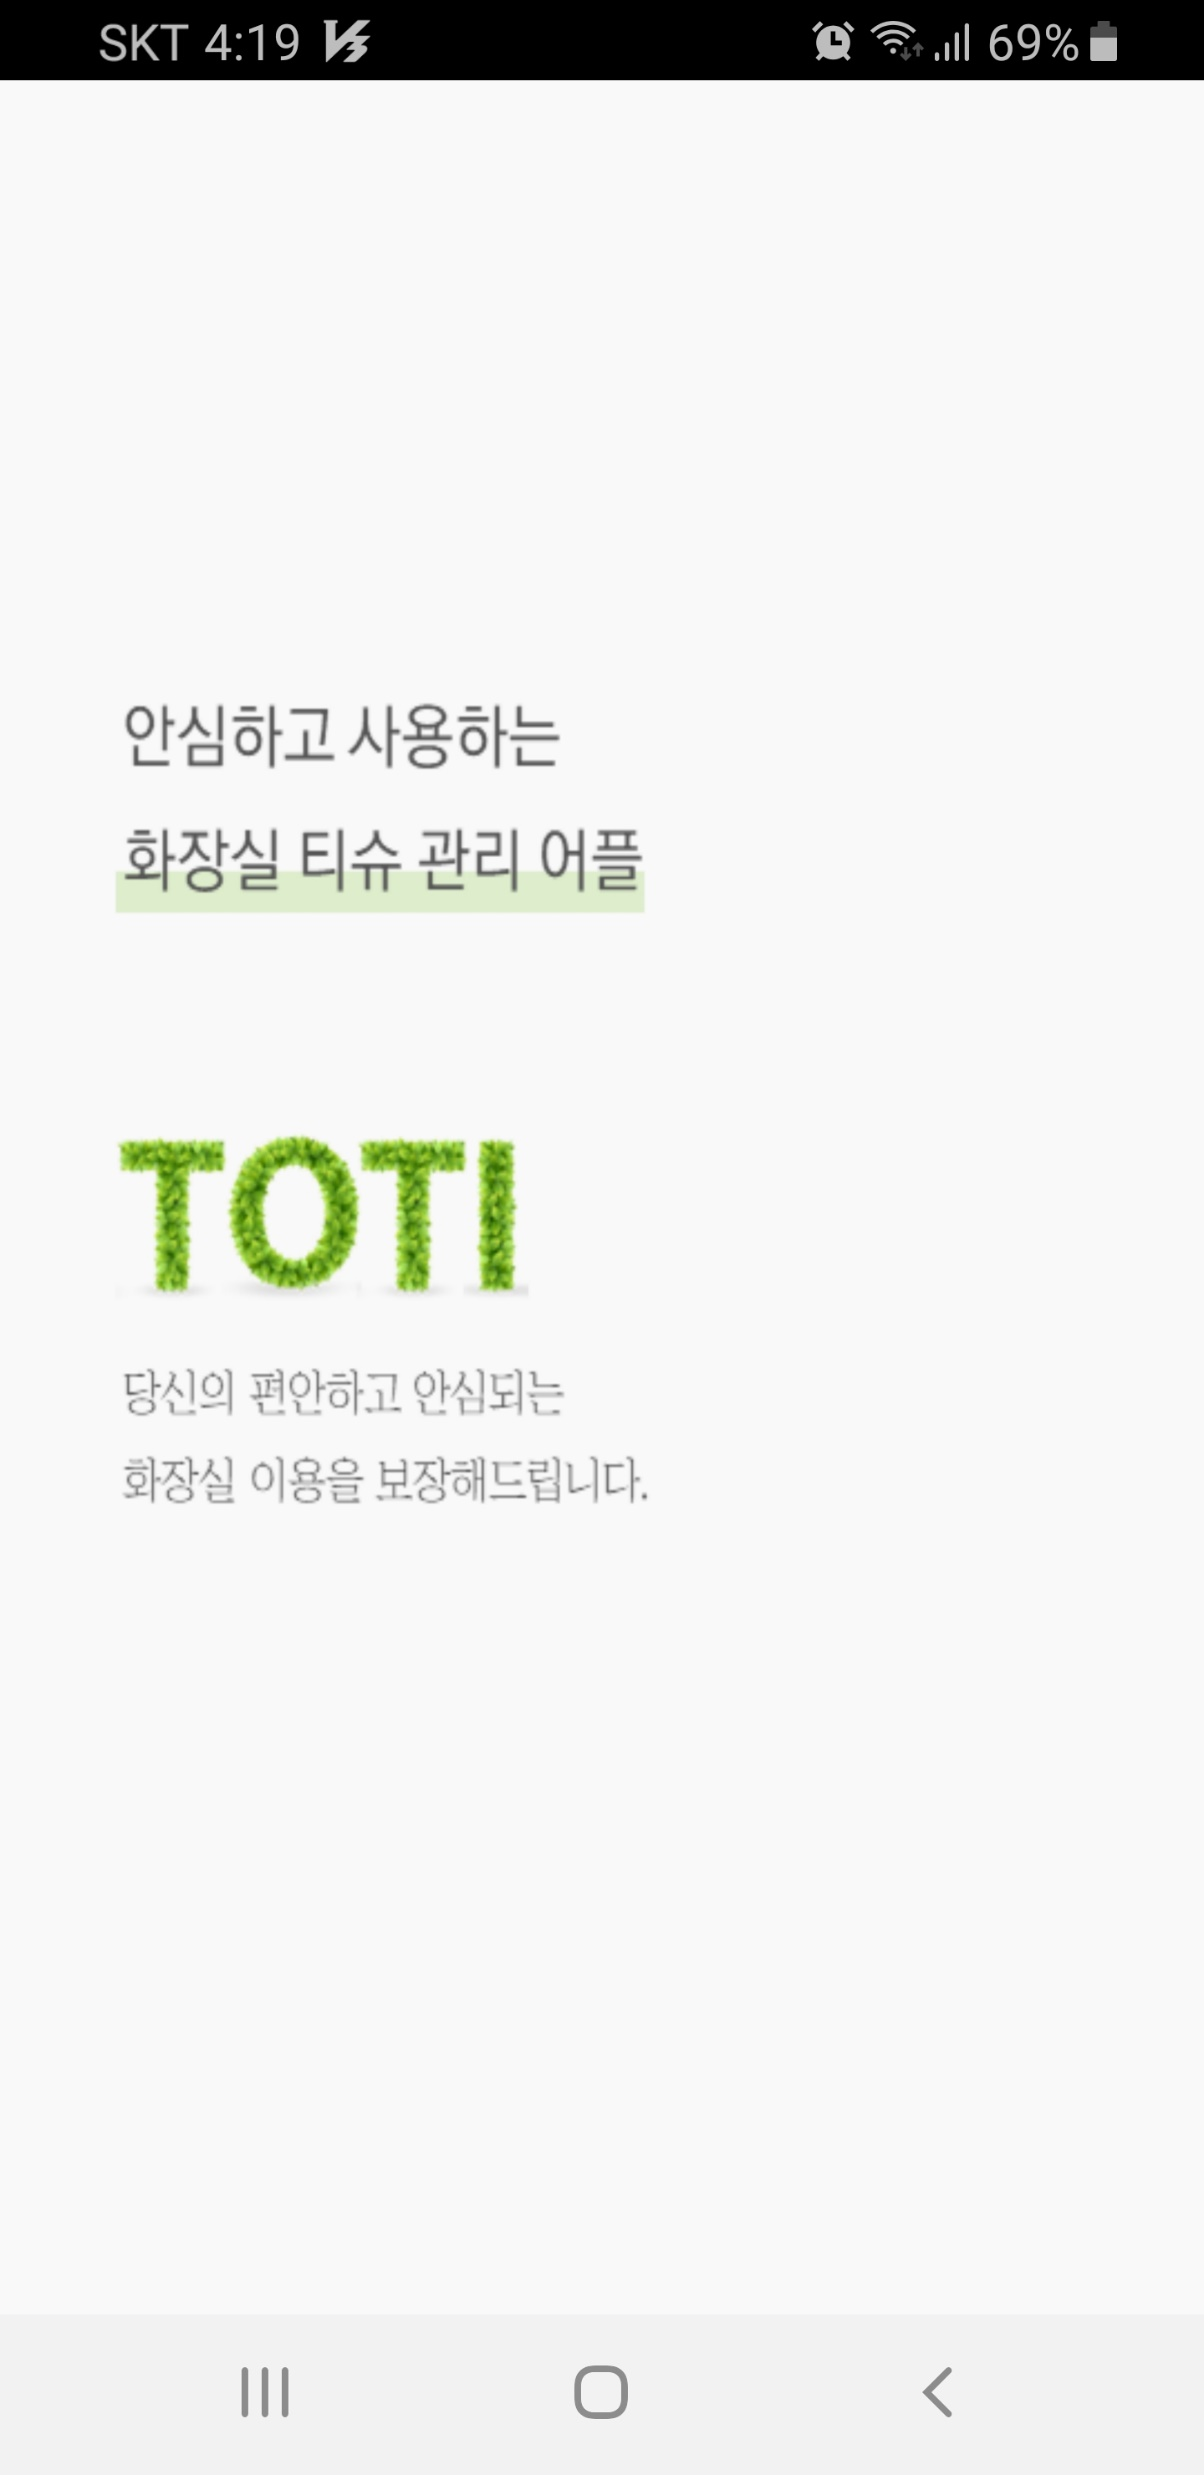 SKT 4:19
69%
안심하고 사용하는
화장실 티슈 관리 어플
TOTI
당신의 편안하고 안심되는
화장실 이용을 보장해드립니다.